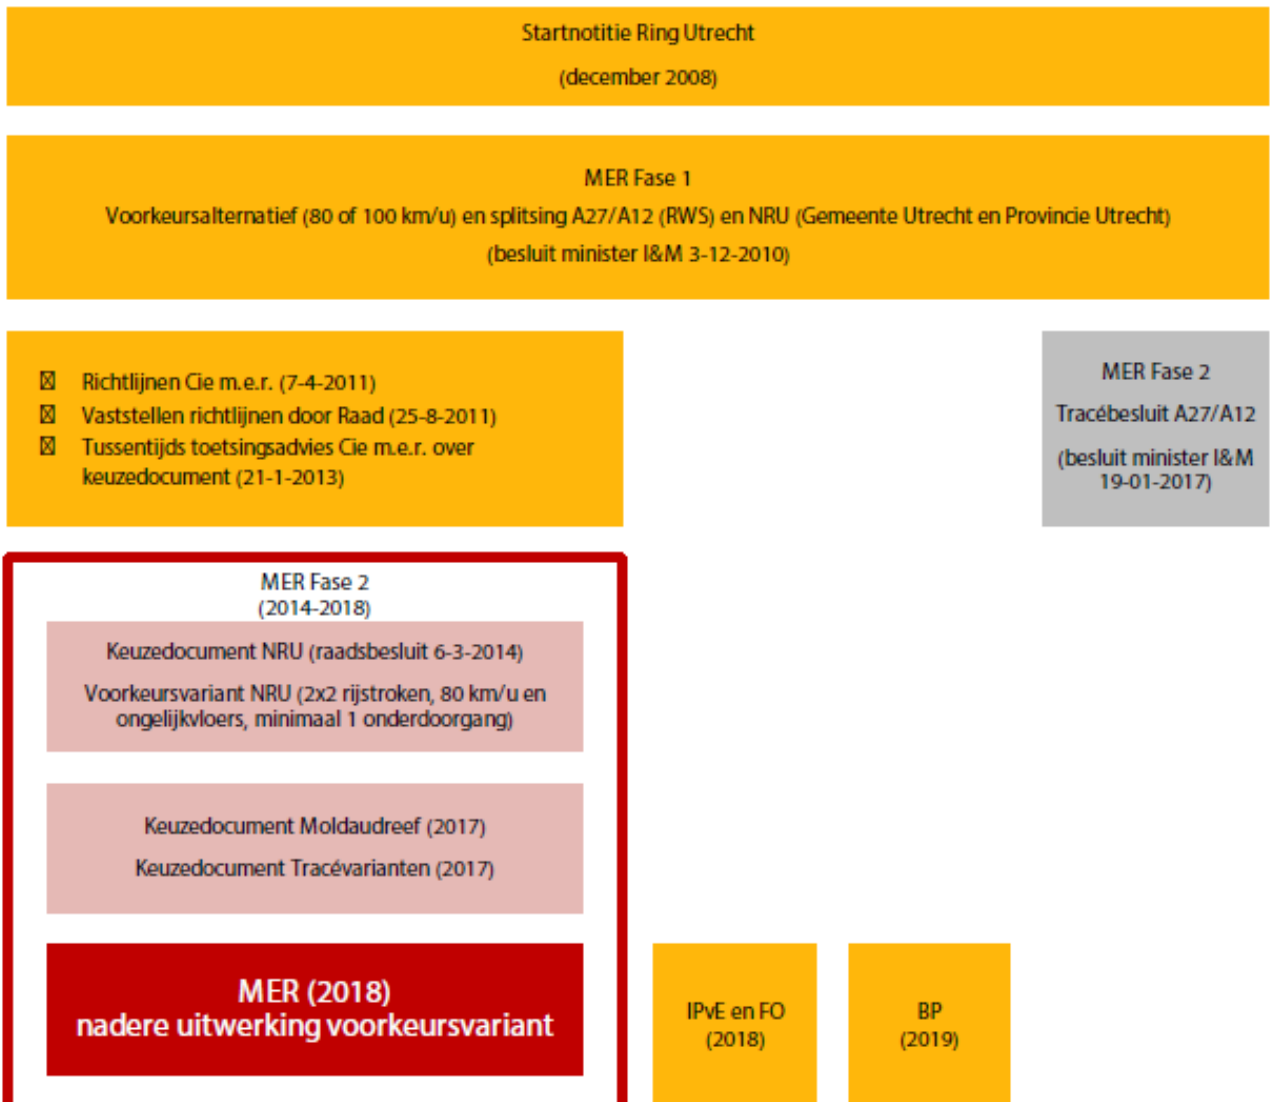 Startnotitie Ring Utrecht
(december 2008)
MER Fase 1
Voorkeursalternatief (80 of 100 km/u) en splitsing A27/A12 (RWS) en NRU (Gemeente Utrecht en Provincie Utrecht)
(besluit minister I&M 3-12-2010)
Richtlijnen Cie m.e.r. (7-4-2011)
Vaststellen richtlijnen door Raad (25-8-2011)
Tussentijds toetsingsadvies Cie m.e.r. over
keuzedocument (21-1-2013)
MER Fase 2
Tracébesluit A27/A12
(besluit minister I&M
19-01-2017)
MER Fase 2
(2014-2018)
Keuzedocument NRU (raadsbesluit 6-3-2014)
Voorkeursvariant NRU (2x2 rijstroken, 80 km/u en
ongelijkvloers, minimaal 1 onderdoorgang)
Keuzedocument Moldaudreef (2017)
Keuzedocument Tracévarianten (2017)
MER (2018)
nadere uitwerking voorkeursvariant
IPvE en FO
(2018)
BP
(2019)